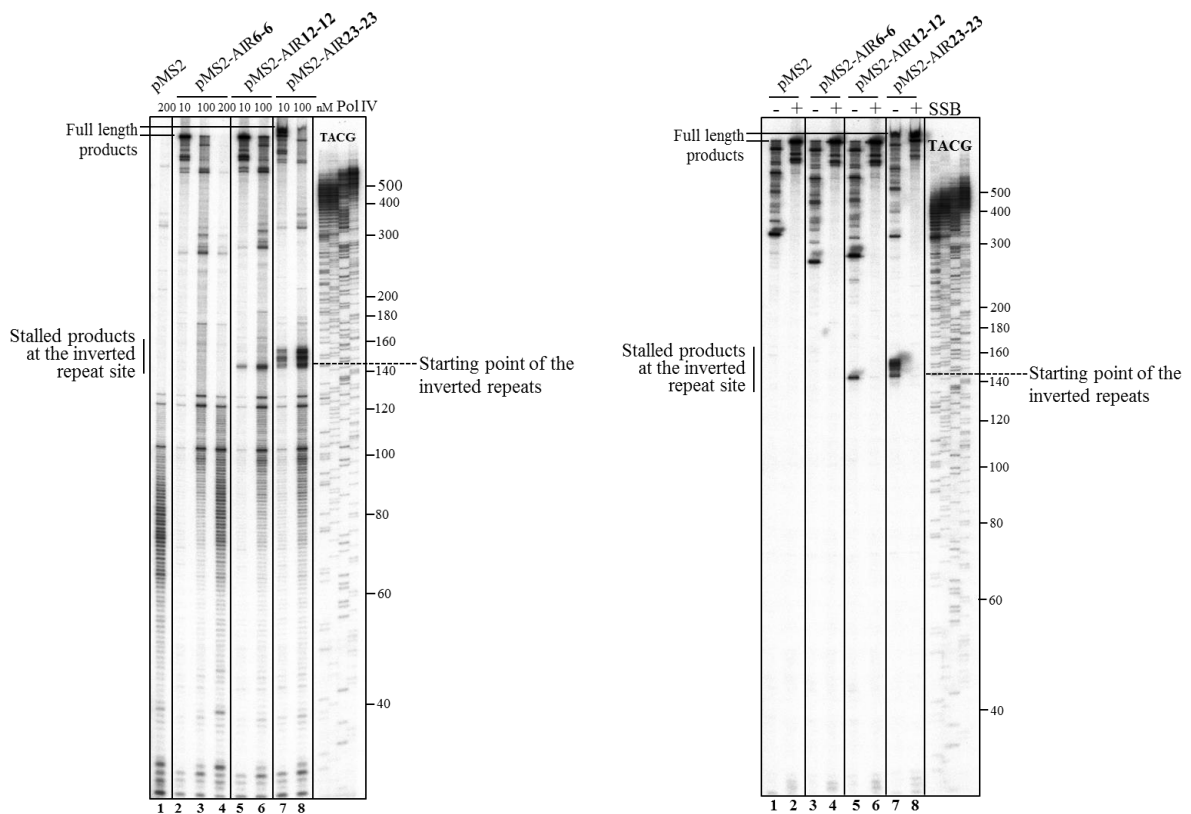 pMS2
pMS2-AIR6-6
pMS2-AIR12-12
pMS2-AIR23-23
200 10 100 200 10 100 10 100 nM Pol IV
Full length
products
TACG
500
400
300
200
180
160
140
120
100
80
60
40
Stalled products
at the inverted
repeat site
Starting point of the
inverted repeats
1 2 3 4 5 6 7 8
pMS2
pMS2-AIR6-6
pMS2-AIR12-12
pMS2-AIR23-23
- + - + - + - + SSB
Full length
products
TACG
500
400
300
200
180
160
140
120
100
80
60
40
Stalled products
at the inverted
repeat site
Starting point of the
inverted repeats
1 2 3 4 5 6 7 8